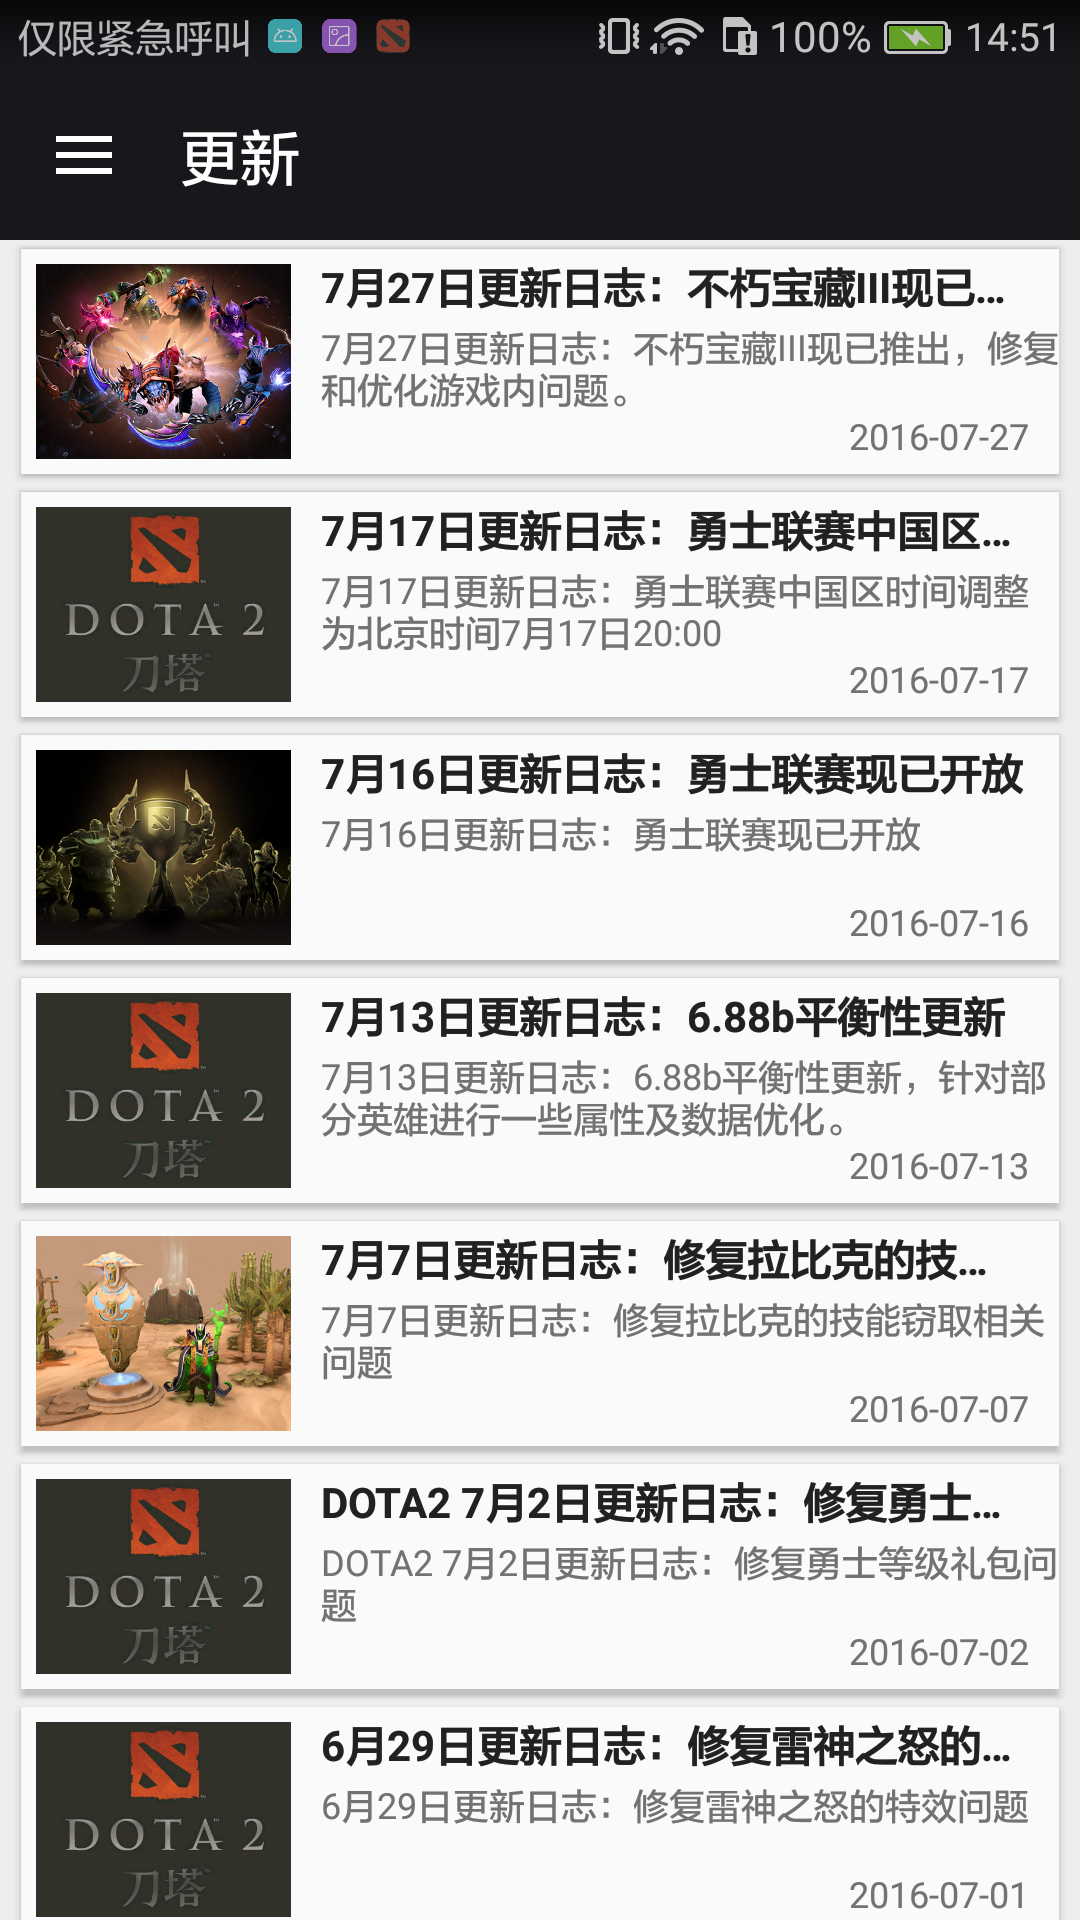 仅限紧急呼叫 100% 14:51
更新
7月27日更新日志：不朽宝藏III现已...
7月27日更新日志：不朽宝藏III现已推出，修复
和优化游戏内问题。
2016-07-27
DOTA 2
刀塔
7月17日更新日志：勇士联赛中国区...
7月17日更新日志：勇士联赛中国区时间调整
为北京时间7月17日20:00
2016-07-17
7月16日更新日志：勇士联赛现已开放
7月16日更新日志：勇士联赛现已开放
2016-07-16
DOTA 2
刀塔
7月13日更新日志：6.88b平衡性更新
7月13日更新日志：6.88b平衡性更新，针对部
分英雄进行一些属性及数据优化。
2016-07-13
7月7日更新日志：修复拉比克的技...
7月7日更新日志：修复拉比克的技能窃取相关
问题
2016-07-07
DOTA 2
刀塔
DOTA2 7月2日更新日志：修复勇士...
DOTA2 7月2日更新日志：修复勇士等级礼包问
题
2016-07-02
DOTA 2
刀塔
6月29日更新日志：修复雷神之怒的...
6月29日更新日志：修复雷神之怒的特效问题
2016-07-01